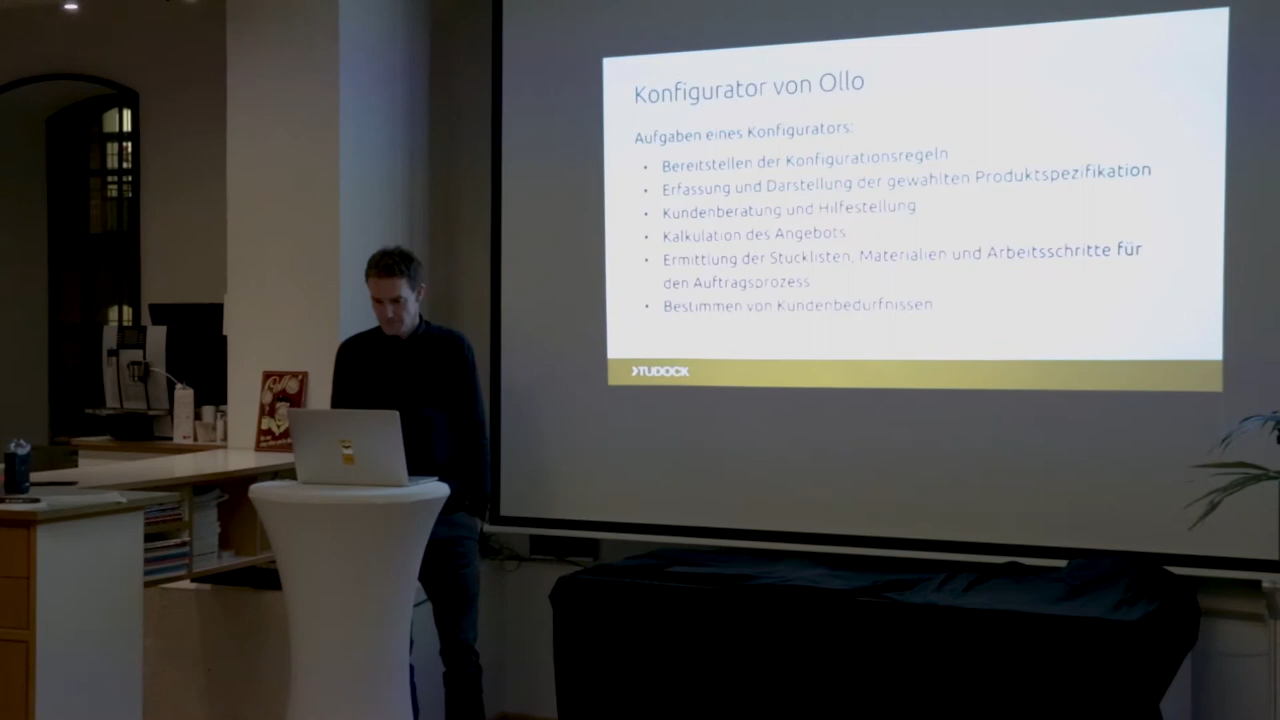 Konfigurator von Ollo
Aufgaben eines Konfigurators:
• Bereitstellen der Konfigurationsregeln
• Erfassung und Darstellung der gewählten Produktspezifikation
• Kundenberatung und Hilfestellung
• Kalkulation des Angebots
• Ermittlung der Stücklisten, Materialien und Arbeitsschritte für
den Auftragsprozess
• Bestimmen von Kundenbedürfnissen
>TUDOCK